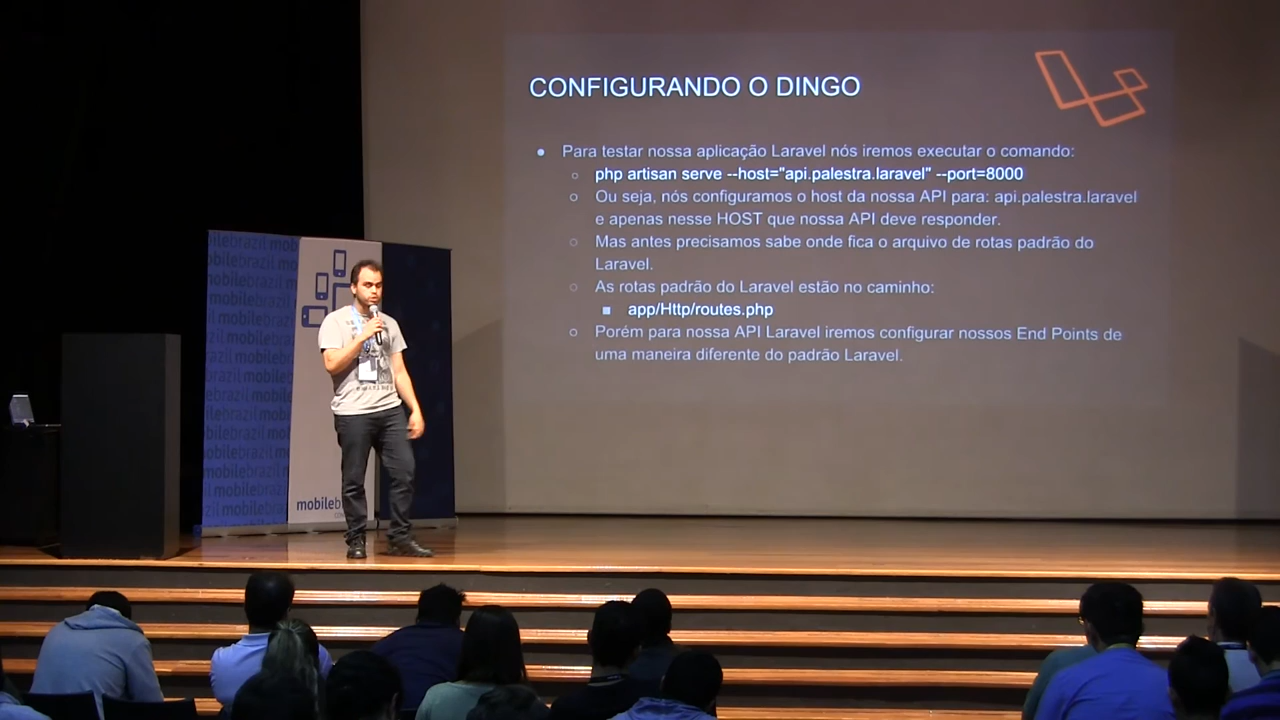 CONFIGURANDO O DINGO
● Para testar nossa aplicação Laravel nós iremos executar o comando:
○ php artisan serve --host="api.palestra.laravel" --port=8000
○ Ou seja, nós configuramos o host da nossa API para: api.palestra.laravel
e apenas nesse HOST que nossa API deve responder.
○ Mas antes precisamos sabe onde fica o arquivo de rotas padrão do
Laravel.
○ As rotas padrão do Laravel estão no caminho:
■ app/Http/routes.php
○ Porém para nossa API Laravel iremos configurar nossos End Points de
uma maneira diferente do padrão Laravel.
mobilebrazil